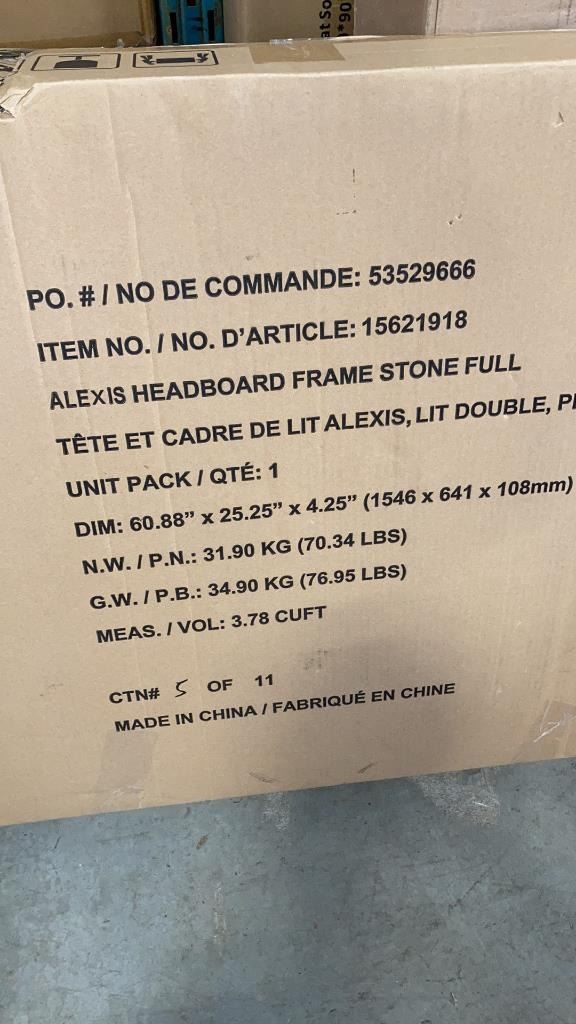 at So
PO. # / NO DE COMMANDE: 53529666
ITEM NO. / NO. D'ARTICLE: 15621918
ALEXIS HEADBOARD FRAME STONE FULL
TÊTE ET CADRE DE LIT ALEXIS, LIT DOUBLE,
UNIT PACK / QTÉ: 1
DIM: 60.88” x 25.25” x 4.25” (1546 x 641 x 108mm)
N.W. / P.N.: 31.90 KG (70.34 LBS)
G.W. / P.B.: 34.90 KG (76.95 LBS)
MEAS. / VOL: 3.78 CUFT
CTN# 5 OF 11
MADE IN CHINA / FABRIQUÉ EN CHINE